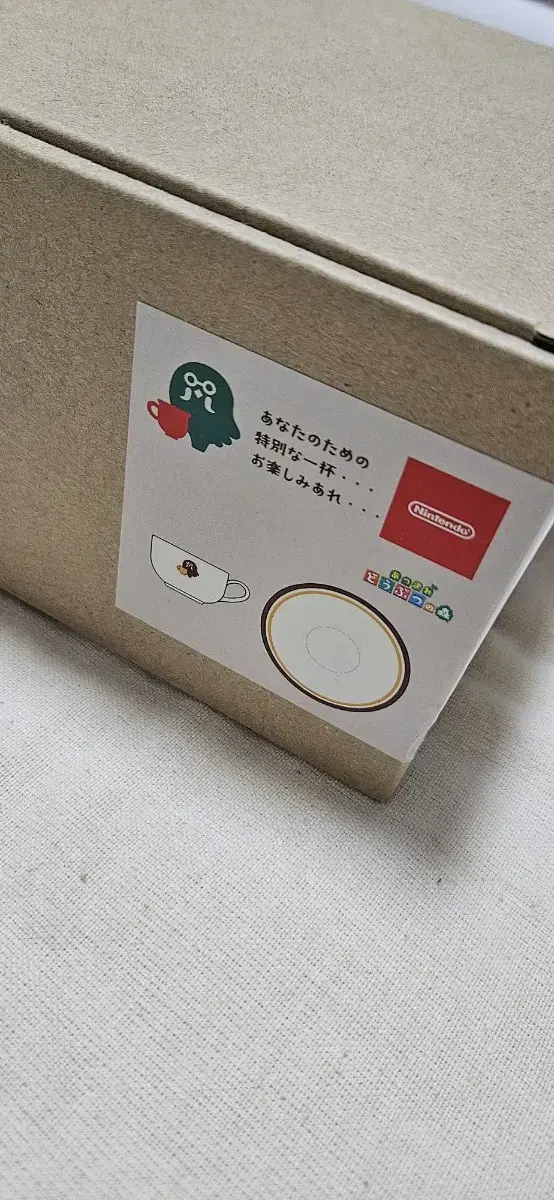 あなたのための
特別な一杯・・・
お楽しみあれ・・・
Nintendo
あつまれ
どうぶつの森